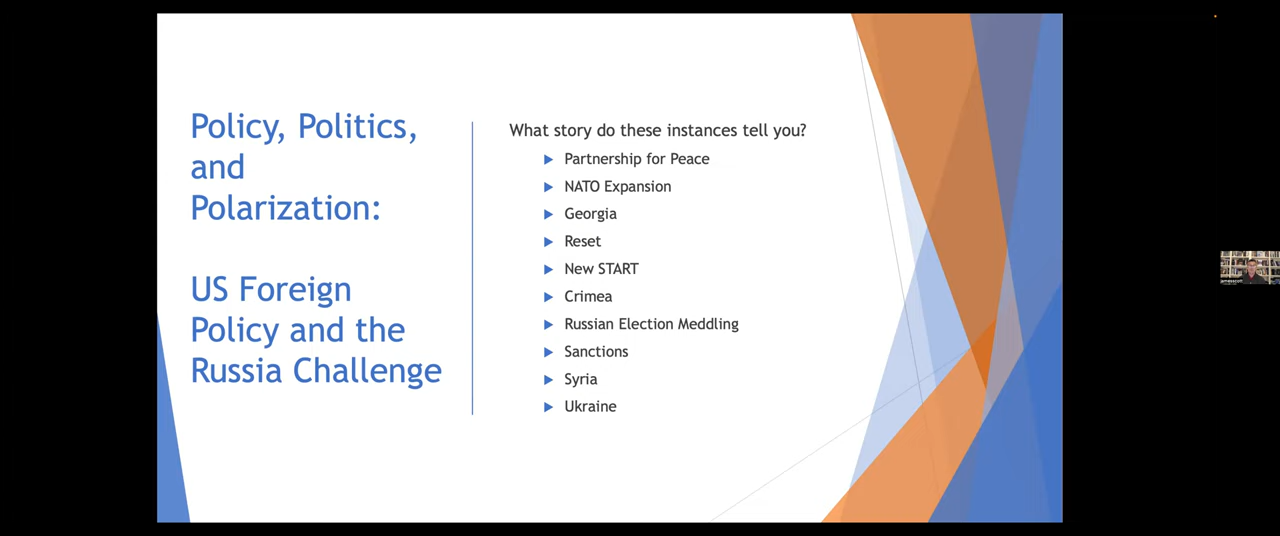 Policy, Politics,
and
Polarization:
US Foreign
Policy and the
Russia Challenge
What story do these instances tell you?
Partnership for Peace
NATO Expansion
Georgia
Reset
New START
Crimea
Russian Election Meddling
Sanctions
Syria
Ukraine